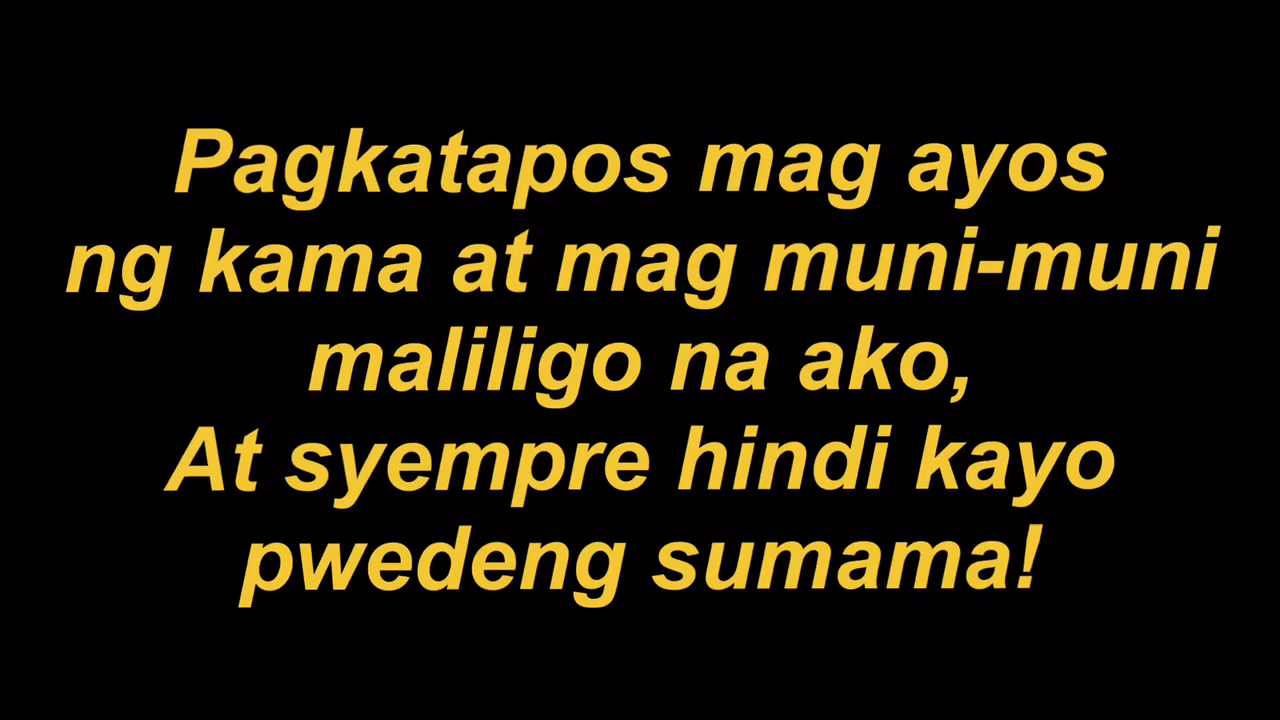 Pagkatapos mag ayos
ng kama at mag muni-muni
maliligo na ako,
At syempre hindi kayo
pwedeng sumama!